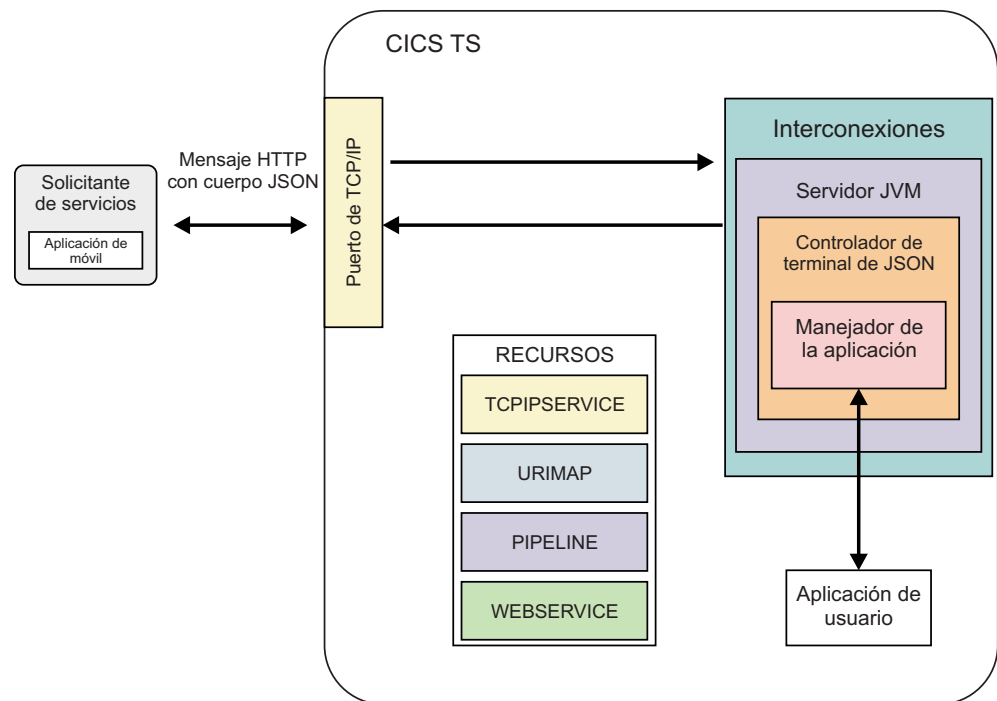 CICS TS
Solicitante
de servicios
Aplicación de
móvil
Mensaje HTTP
con cuerpo JSON
Puerto de TCP/IP
Interconexiones
Servidor JVM
Controlador de
terminal de JSON
Manejador de
la aplicación
RECURSOS
TCPIPSERVICE
URIMAP
PIPELINE
WEBSERVICE
Aplicación de
usuario